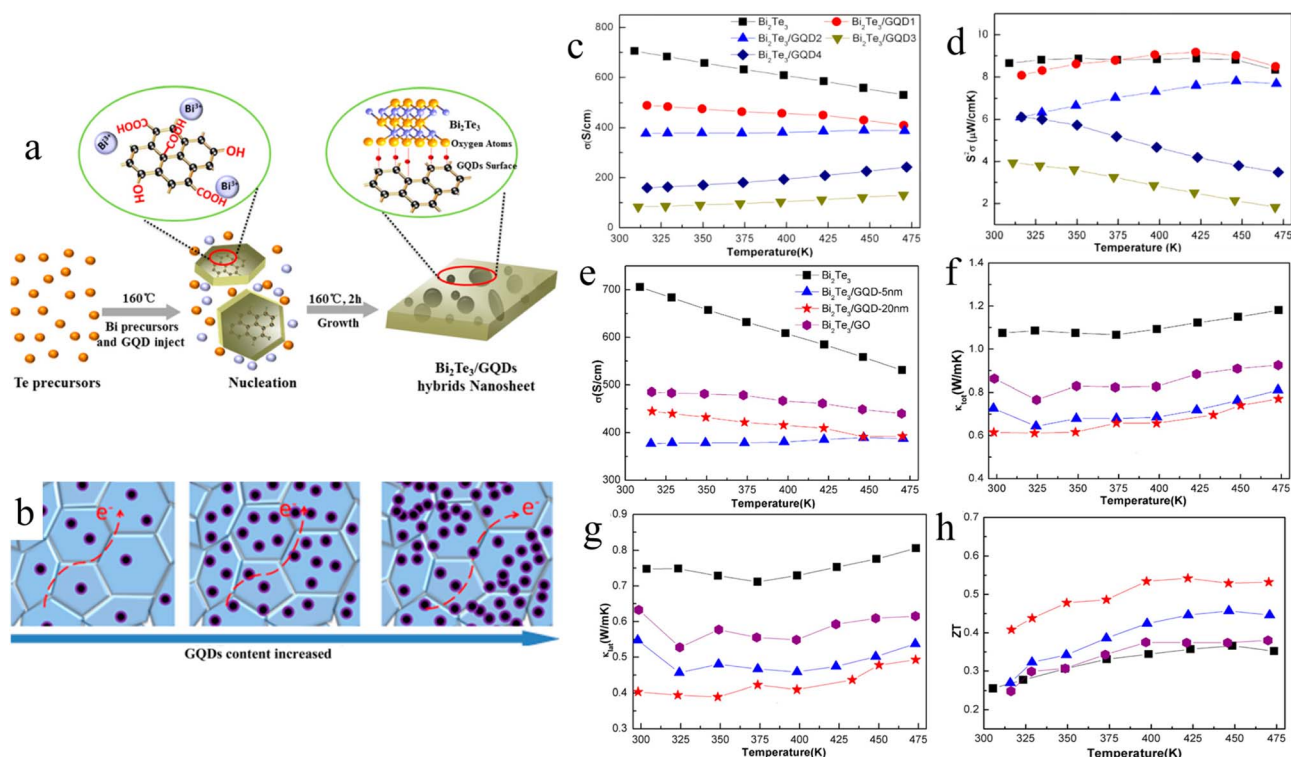 a
Bi³⁺
COOH
Bi³⁺
COOH
OH
Bi³⁺
OH
COOH
Bi₂Te₃
Oxygen Atoms
GQDs Surface
160℃
Bi precursors
and GQD inject
160℃, 2h
Growth
Te precursors
Nucleation
Bi₂Te₃/GQDs
hybrids Nanosheet
b
e⁻
e⁻
e⁻
GQDs content increased
c
Bi₂Te₃
Bi₂Te₃/GQD1
Bi₂Te₃/GQD2
Bi₂Te₃/GQD3
Bi₂Te₃/GQD4
σ(S/cm)
800
600
400
200
0
300 325 350 375 400 425 450 475
Temperature(K)
d
S²σ (μW/cmK)
10
8
6
4
2
300 325 350 375 400 425 450 475
Temperature(K)
e
Bi₂Te₃
Bi₂Te₃/GQD-5nm
Bi₂Te₃/GQD-20nm
Bi₂Te₃/GO
σ(S/cm)
700
600
500
400
300
300 325 350 375 400 425 450 475
Temperature(K)
f
κtot(W/mK)
1.4
1.2
1.0
0.8
0.6
0.4
300 325 350 375 400 425 450 475
Temperature(K)
g
κlat(W/mK)
0.9
0.8
0.7
0.6
0.5
0.4
0.3
300 325 350 375 400 425 450 475
Temperature(K)
h
ZT
0.7
0.6
0.5
0.4
0.3
0.2
300 325 350 375 400 425 450 475
Temperature(K)